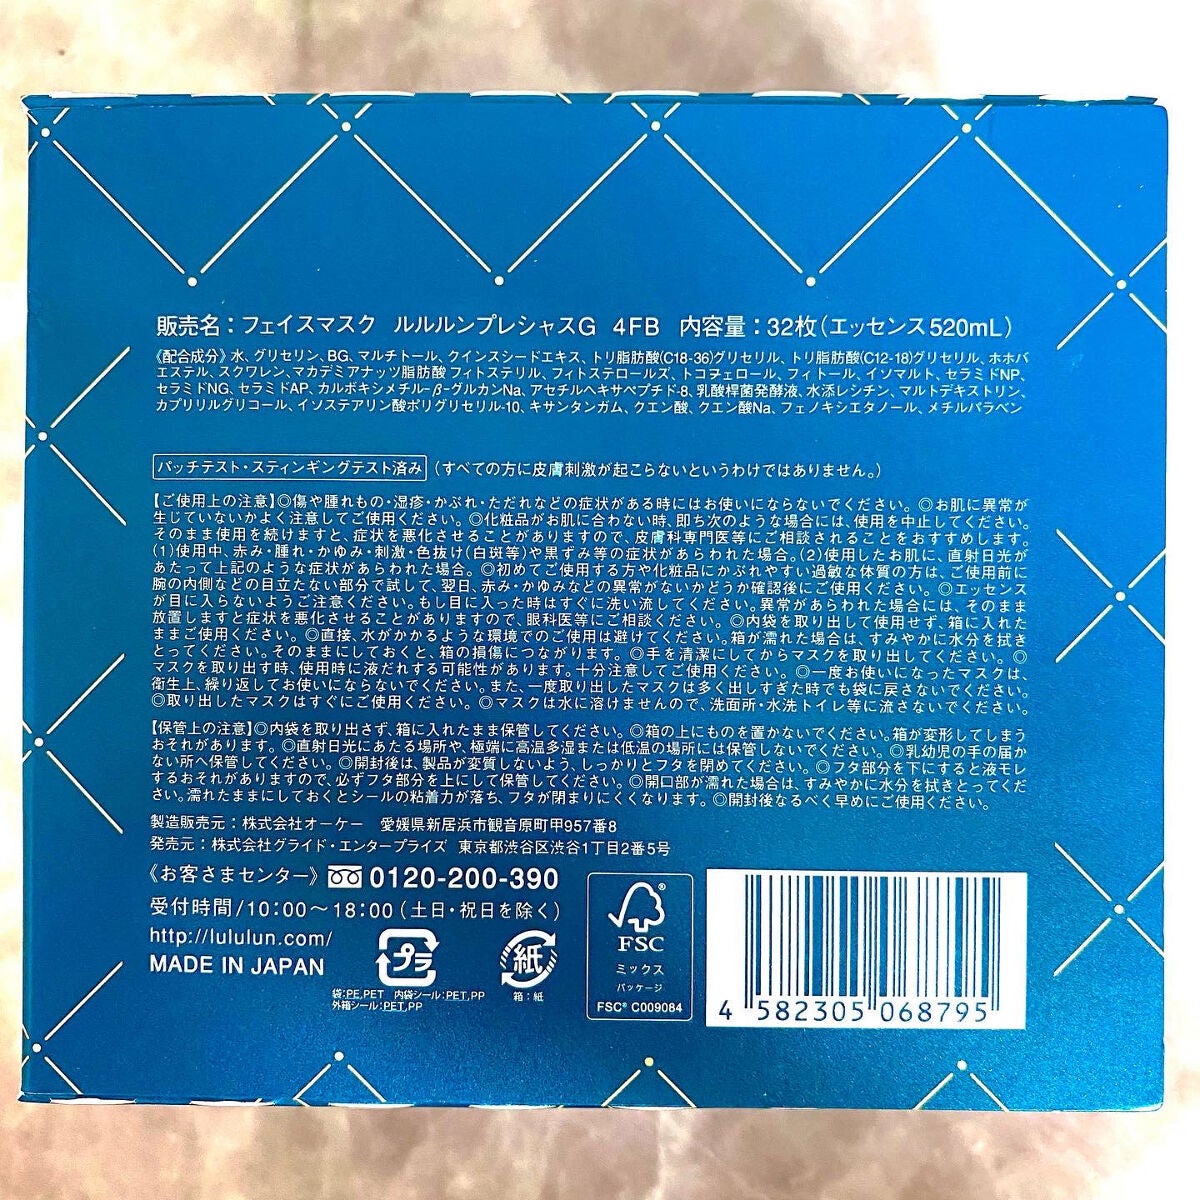 販売名：フェイスマスク ルルルンプレシャスG 4FB 内容量：32枚（エッセンス520mL）
《配合成分》水、グリセリン、BG、マルチトール、クインスシードエキス、トリ脂肪酸(C18-36)グリセリル、トリ脂肪酸(C12-18)グリセリル、ホホバ
エステル、スクワレン、マカデミアナッツ脂肪酸フィトステリル、フィトステロールズ、トコフェロール、フィトール、イソマルト、セラミドNP、
セラミドNG、セラミドAP、カルボキシメチル-β-グルカンNa、アセチルヘキサペプチド-8、乳酸桿菌発酵液、水添レシチン、マルトデキストリン、
カプリリルグリコール、イソステアリン酸ポリグリセリル-10、キサンタンガム、クエン酸、クエン酸Na、フェノキシエタノール、メチルパラベン
パッチテスト・スティンギングテスト済み（すべての方に皮膚刺激が起こらないというわけではありません。）
【ご使用上の注意】◎傷や腫れもの・湿疹・かぶれ・ただれなどの症状がある時にはお使いにならないでください。◎お肌に異常が
生じていないかよく注意してご使用ください。◎化粧品がお肌に合わない時、即ち次のような場合には、使用を中止してください。
そのまま使用を続けますと、症状を悪化させることがありますので、皮膚科専門医等にご相談されることをおすすめします。
(1)使用中、赤み・腫れ・かゆみ・刺激・色抜け(白斑等)や黒ずみ等の症状があらわれた場合。(2)使用したお肌に、直射日光が
あたって上記のような症状があらわれた場合。◎初めてご使用する方や化粧品にかぶれやすい過敏な体質の方は、ご使用前に
腕の内側などの目立たない部分で試して、翌日、赤み・かゆみなどの異常がないかどうか確認後にご使用ください。◎エッセンス
が目に入らないようご注意ください。もし目に入った時はすぐに洗い流してください。異常があらわれた場合には、そのまま
放置しますと症状を悪化させることがありますので、眼科医等にご相談ください。◎内袋を取り出して使用せず、箱に入れた
ままご使用ください。◎直接、水がかかるような環境でのご使用は避けてください。箱が濡れた場合は、すみやかに水分を拭き
とってください。そのままにしておくと、箱の損傷につながります。◎手を清潔にしてからマスクを取り出してください。◎
マスクを取り出す時、使用時に液だれする可能性があります。十分注意してご使用ください。◎一度お使いになったマスクは、
衛生上、繰り返してお使いにならないでください。また、一度取り出したマスクは多く出しすぎた時でも袋に戻さないでください。
◎取り出したマスクはすぐにご使用ください。◎マスクは水に溶けませんので、洗面所・水洗トイレ等に流さないでください。
【保管上の注意】◎内袋を取り出さず、箱に入れたまま保管してください。◎箱の上にものを置かないでください。箱が変形してしまう
おそれがあります。◎直射日光にあたる場所や、極端に高温多湿または低温の場所には保管しないでください。◎乳幼児の手の届か
ない所へ保管してください。◎開封後は、製品が変質しないよう、しっかりとフタを閉めてください。◎フタ部分を下にすると液モレ
するおそれがありますので、必ずフタ部分を上にして保管してください。◎開口部が濡れた場合は、すみやかに水分を拭きとってくだ
さい。濡れたままにしておくとシールの粘着力が落ち、フタが閉まりにくくなります。◎開封後なるべく早めにご使用ください。
製造販売元：株式会社オーケー 愛媛県新居浜市観音原町甲957番8
発売元：株式会社グライド・エンタープライズ 東京都渋谷区渋谷1丁目2番5号
《お客さまセンター》0120-200-390
受付時間/10:00〜18:00（土日・祝日を除く）
http://lululun.com/
MADE IN JAPAN
プラ
袋：PE,PET 内袋シール：PET,PP
外箱シール：PET,PP
紙
箱：紙
FSC
ミックス
パッケージ
FSC® C009084
4 582305 068795